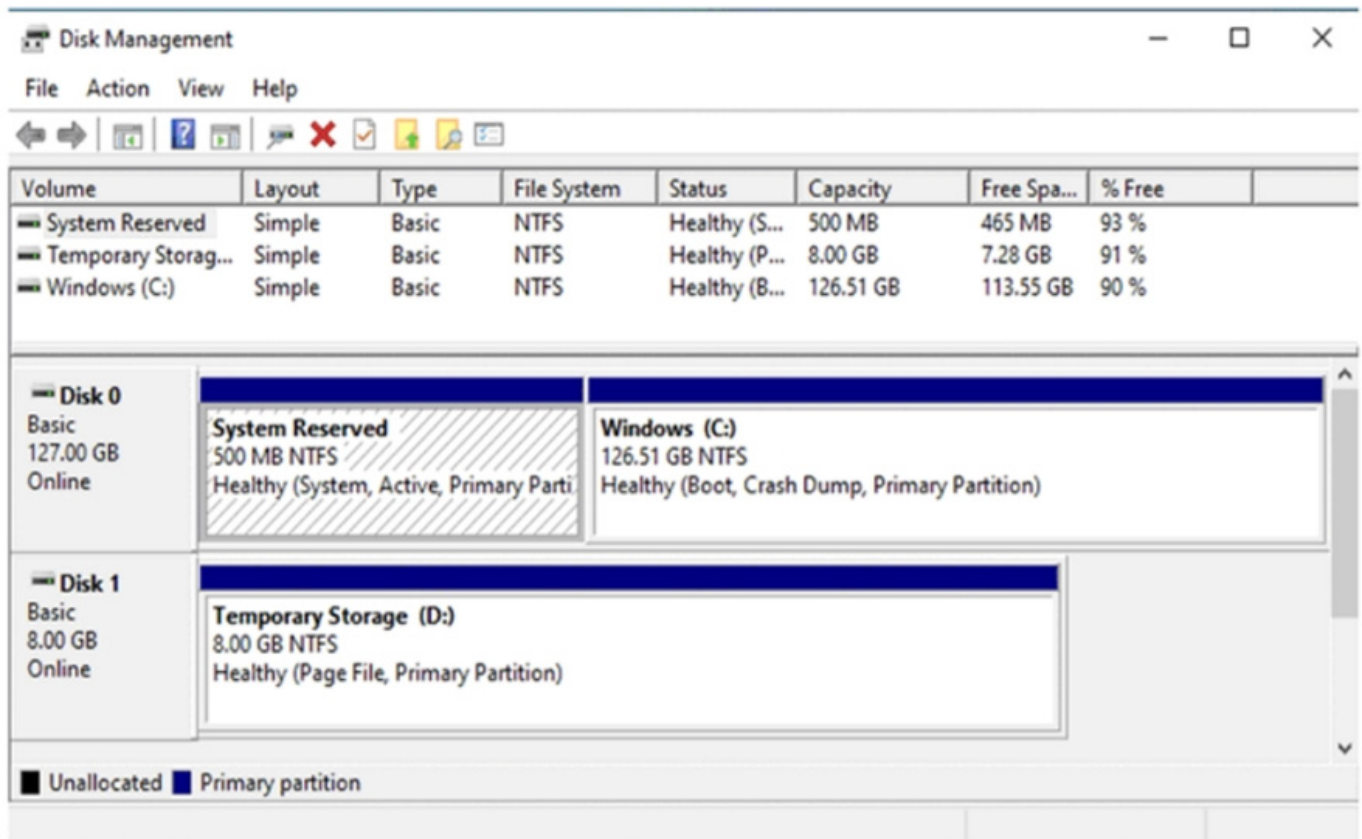 Disk Management
File Action View Help
Volume Layout Type File System Status Capacity Free Spa... % Free
System Reserved Simple Basic NTFS Healthy (S... 500 MB 465 MB 93 %
Temporary Storag... Simple Basic NTFS Healthy (P... 8.00 GB 7.28 GB 91 %
Windows (C:) Simple Basic NTFS Healthy (B... 126.51 GB 113.55 GB 90 %
Disk 0
Basic
127.00 GB
Online
System Reserved
500 MB NTFS
Healthy (System, Active, Primary Parti
Windows (C:)
126.51 GB NTFS
Healthy (Boot, Crash Dump, Primary Partition)
Disk 1
Basic
8.00 GB
Online
Temporary Storage (D:)
8.00 GB NTFS
Healthy (Page File, Primary Partition)
Unallocated Primary partition